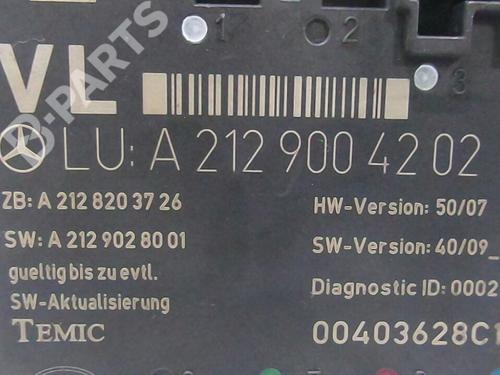 B-PARTS
1 2
VL
3
LU: A 212 900 42 02
ZB: A 212 820 37 26
HW-Version: 50/07
SW: A 212 902 80 01
SW-Version: 40/09_
gueltig bis zu evtl.
Diagnostic ID: 0002
SW-Aktualisierung
TEMIC
00403628C1